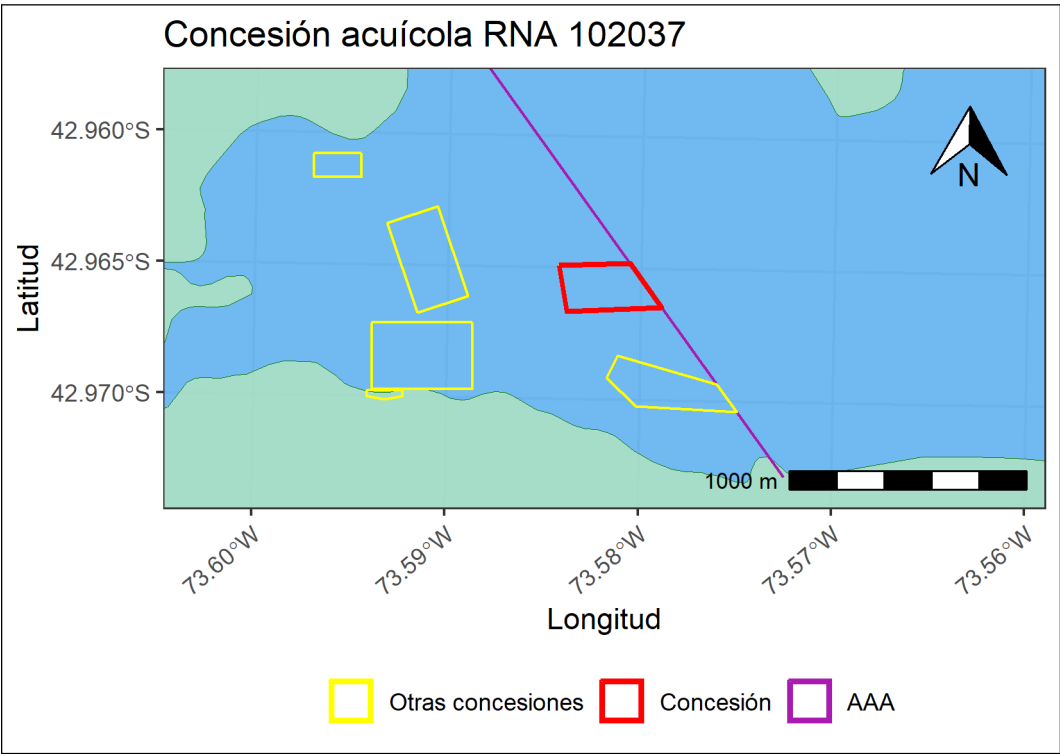 Concesión acuícola RNA 102037
N
42.960°S
42.965°S
42.970°S
Latitud
1000 m
73.60°W
73.59°W
73.58°W
73.57°W
73.56°W
Longitud
Otras concesiones
Concesión
AAA